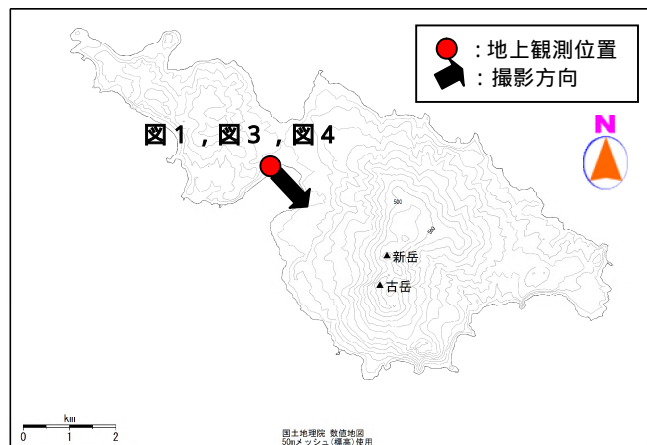 ：地上観測位置
：撮影方向
図１，図３，図４
N
500
500
新岳
古岳
km
0 1 2
国土地理院 数値地図
50mメッシュ(標高)使用